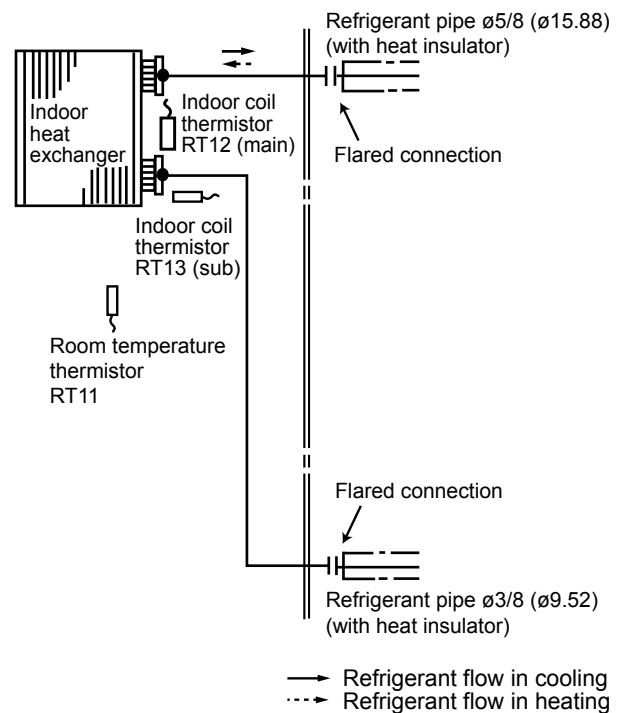 Refrigerant pipe ø5/8 (ø15.88)
(with heat insulator)
Indoor
heat
exchanger
Indoor coil
thermistor
RT12 (main)
Flared connection
Indoor coil
thermistor
RT13 (sub)
Room temperature
thermistor
RT11
Flared connection
Refrigerant pipe ø3/8 (ø9.52)
(with heat insulator)
Refrigerant flow in cooling
Refrigerant flow in heating